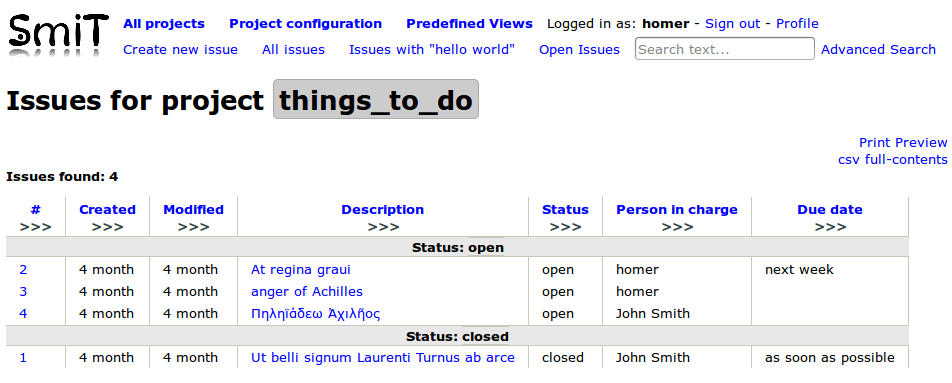 SmiT All projects Project configuration Predefined Views Logged in as: homer - Sign out - Profile
Create new issue All issues Issues with "hello world" Open Issues Search text... Advanced Search
Issues for project things_to_do
Print Preview
csv full-contents
Issues found: 4
# Created Modified Description Status Person in charge Due date
>>> >>> >>> >>> >>> >>> >>>
Status: open
2 4 month 4 month At regina graui open homer next week
3 4 month 4 month anger of Achilles open homer
4 4 month 4 month Πηληϊάδεω Ἀχιλῆος open John Smith
Status: closed
1 4 month 4 month Ut belli signum Laurenti Turnus ab arce closed John Smith as soon as possible